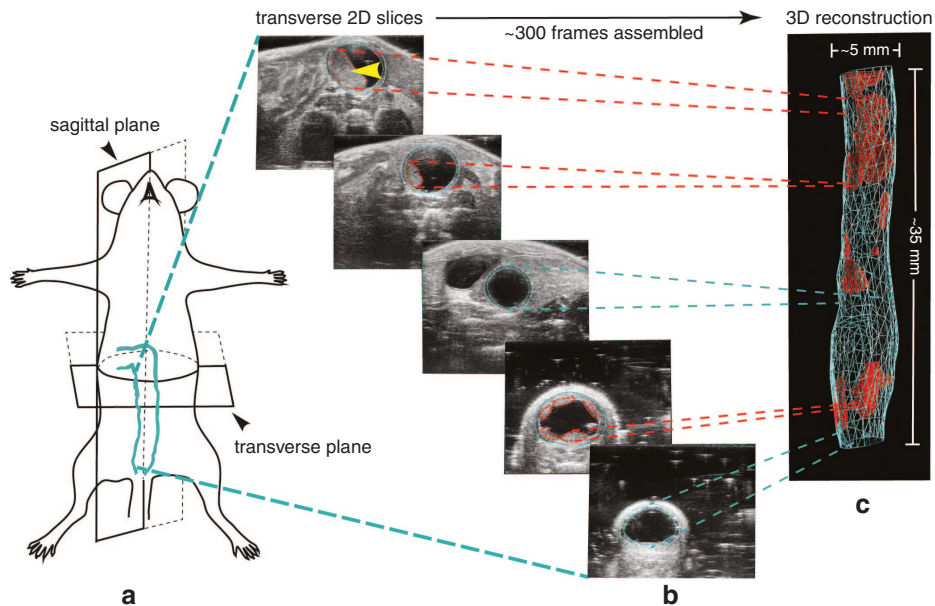 transverse 2D slices
~300 frames assembled
3D reconstruction
~5 mm
sagittal plane
~35 mm
transverse plane
a
b
c